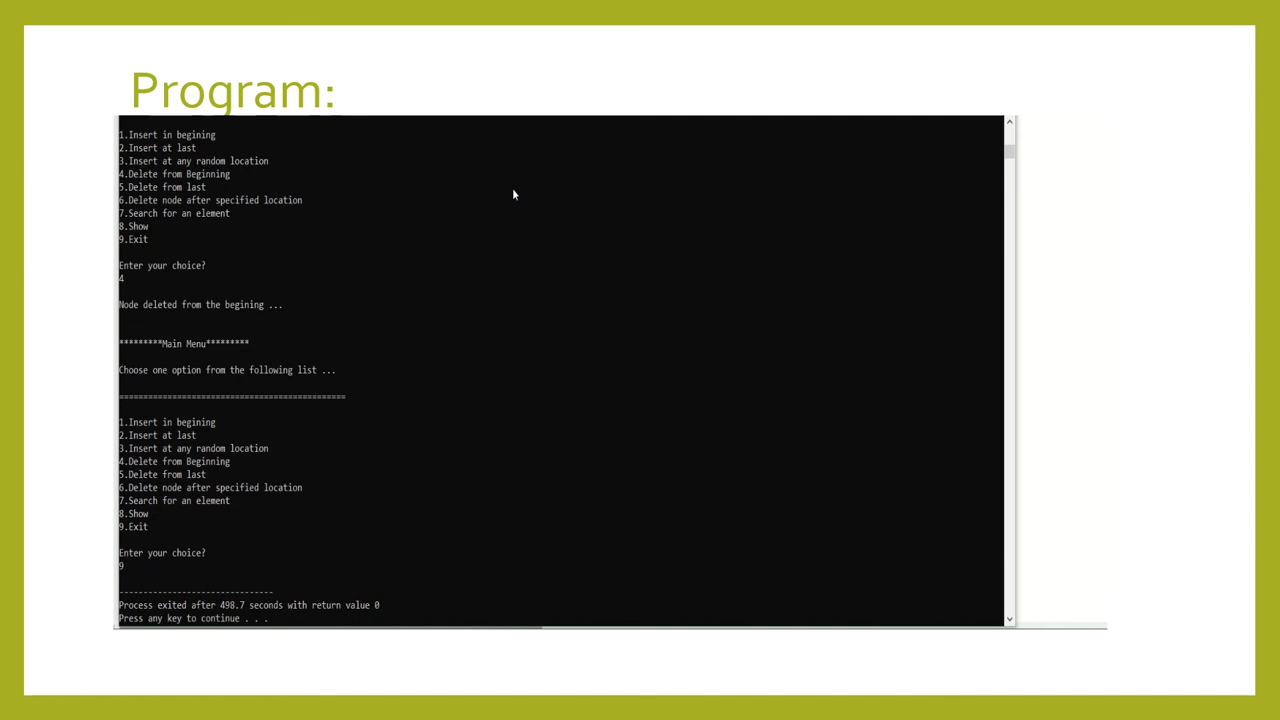 Program:
1.Insert in begining
2.Insert at last
3.Insert at any random location
4.Delete from Beginning
5.Delete from last
6.Delete node after specified location
7.Search for an element
8.Show
9.Exit
Enter your choice?
4
Node deleted from the begining ...
*********Main Menu*********
Choose one option from the following list ...
===============================================
1.Insert in begining
2.Insert at last
3.Insert at any random location
4.Delete from Beginning
5.Delete from last
6.Delete node after specified location
7.Search for an element
8.Show
9.Exit
Enter your choice?
9
--------------------------------
Process exited after 498.7 seconds with return value 0
Press any key to continue . . .